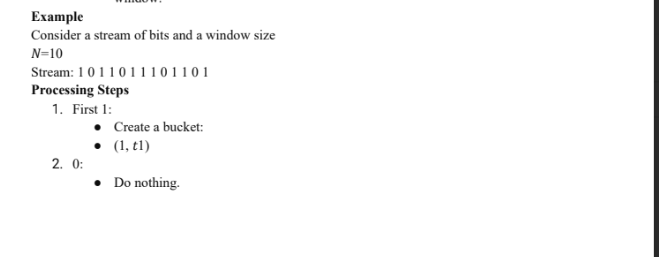 Example
Consider a stream of bits and a window size
N=10
Stream: 1 0 1 1 0 1 1 1 0 1 1 0 1
Processing Steps
1. First 1:
● Create a bucket:
● (1, t1)
2. 0:
● Do nothing.